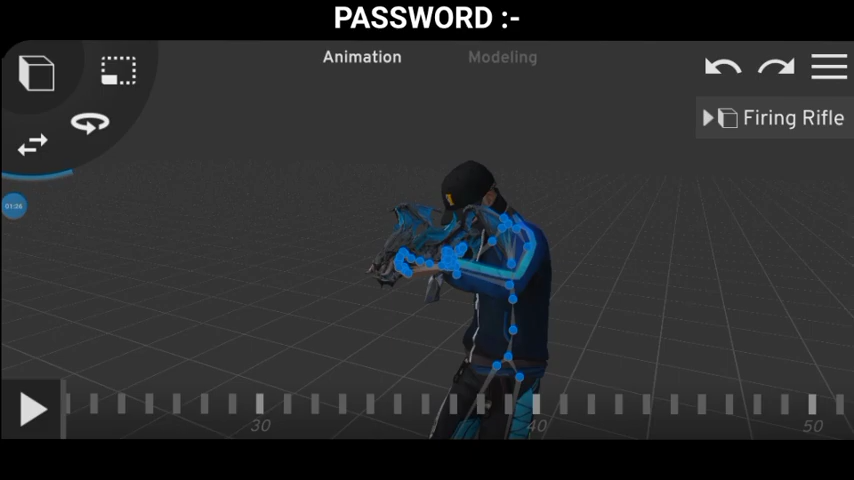 PASSWORD :-
Animation Modeling
Firing Rifle
01:26
30 40 50